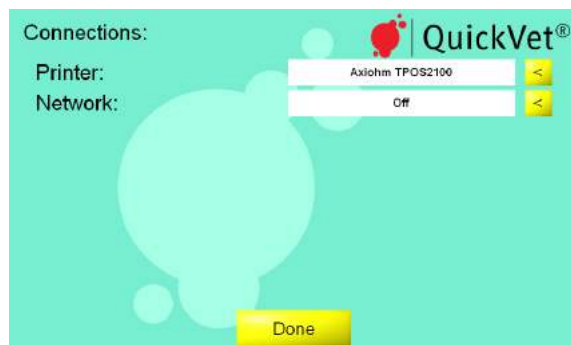 Connections:
QuickVet®
Printer:
Axiohm TPOS2100
<
Network:
Off
<
Done